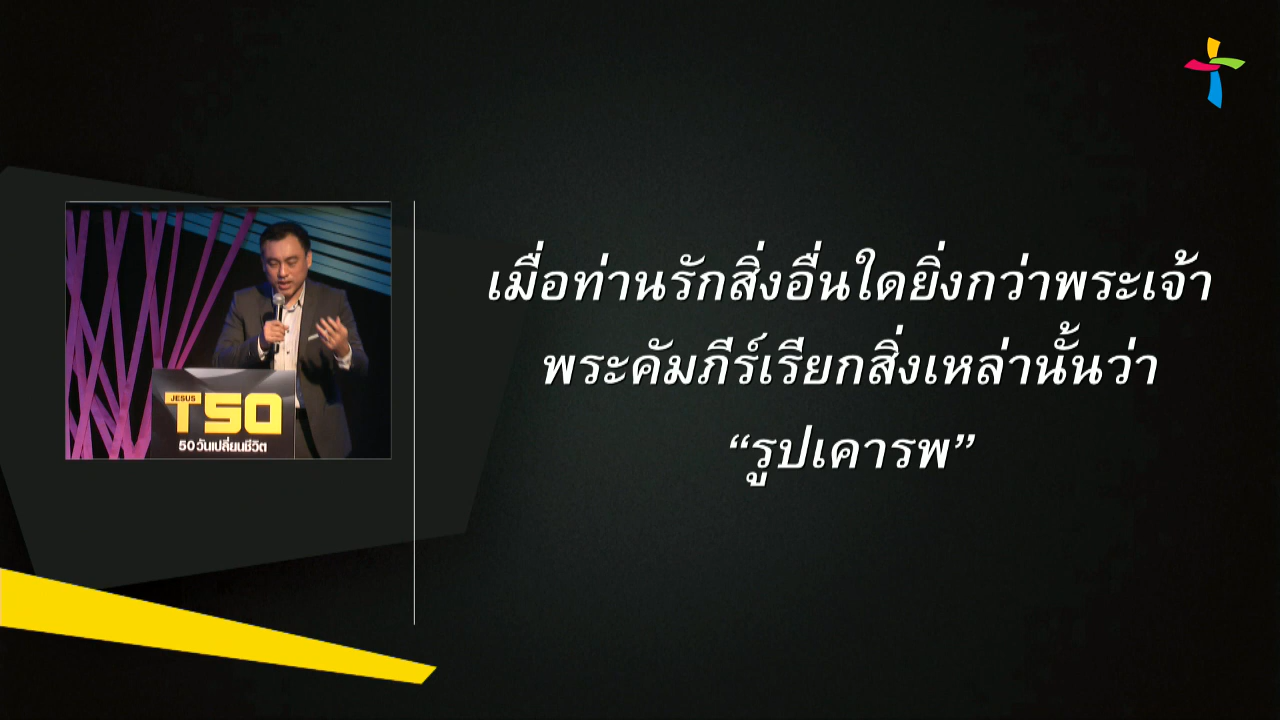 เมื่อท่านรักสิ่งอื่นใดยิ่งกว่าพระเจ้า
พระคัมภีร์เรียกสิ่งเหล่านั้นว่า
“รูปเคารพ”
JESUS
T50
50วันเปลี่ยนชีวิต